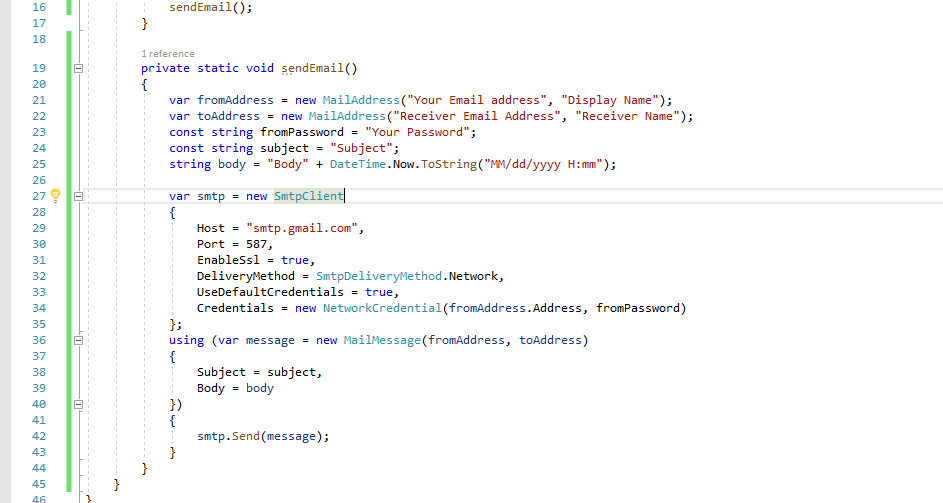 16 sendEmail();
17 }
18
1 reference
19 private static void sendEmail()
20 {
21 var fromAddress = new MailAddress("Your Email address", "Display Name");
22 var toAddress = new MailAddress("Receiver Email Address", "Receiver Name");
23 const string fromPassword = "Your Password";
24 const string subject = "Subject";
25 string body = "Body" + DateTime.Now.ToString("MM/dd/yyyy H:mm");
26
27 var smtp = new SmtpClient
28 {
29 Host = "smtp.gmail.com",
30 Port = 587,
31 EnableSsl = true,
32 DeliveryMethod = SmtpDeliveryMethod.Network,
33 UseDefaultCredentials = true,
34 Credentials = new NetworkCredential(fromAddress.Address, fromPassword)
35 };
36 using (var message = new MailMessage(fromAddress, toAddress)
37 {
38 Subject = subject,
39 Body = body
40 })
41 {
42 smtp.Send(message);
43 }
44 }
45 }
46 }